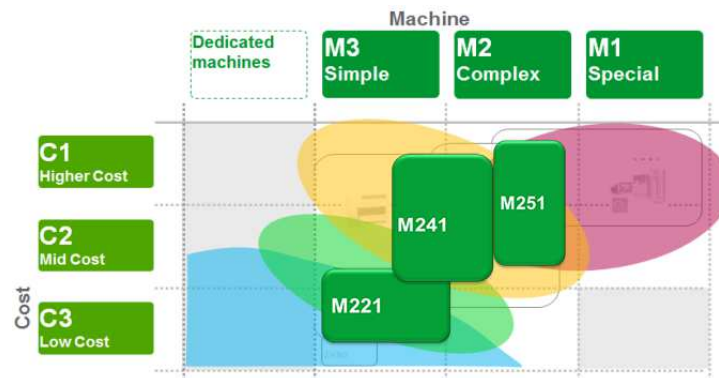 Machine
Dedicated
machines
M3
Simple
M2
Complex
M1
Special
C1
Higher Cost
C2
Mid Cost
C3
Low Cost
Cost
M241
M251
M221